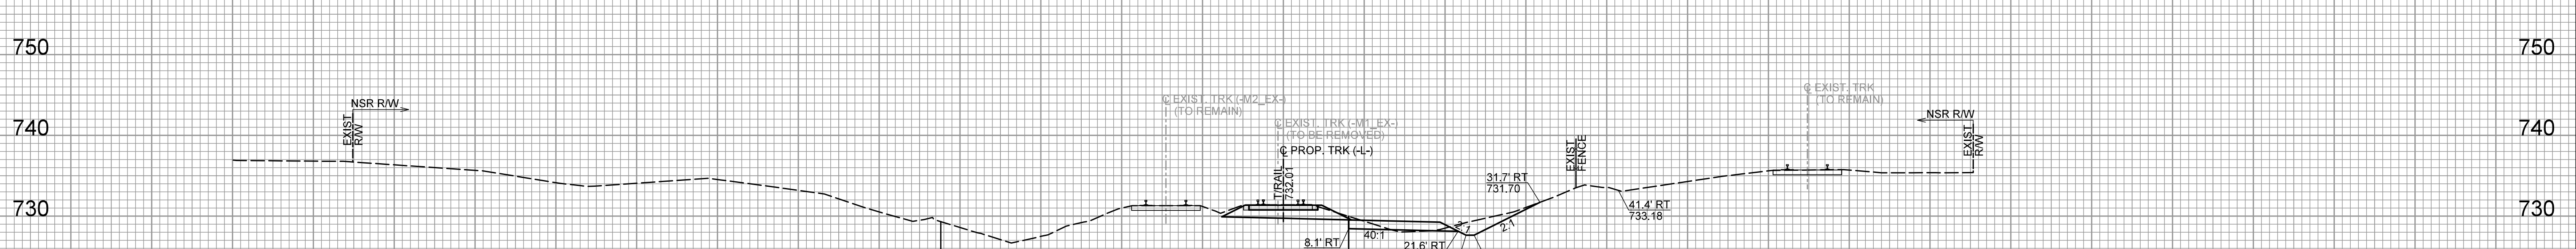 750
750
℄ EXIST. TRK (-M2_EX-)
(TO REMAIN)
℄ EXIST. TRK
(TO REMAIN)
NSR R/W
EXIST
R/W
NSR R/W
EXIST
R/W
740
740
℄ EXIST. TRK (-M1_EX-)
(TO BE REMOVED)
℄ PROP. TRK (-L-)
T/RAIL
732.01
EXIST
FENCE
31.7' RT
731.70
41.4' RT
733.18
730
730
2:1
8.1' RT
40:1
21.6' RT